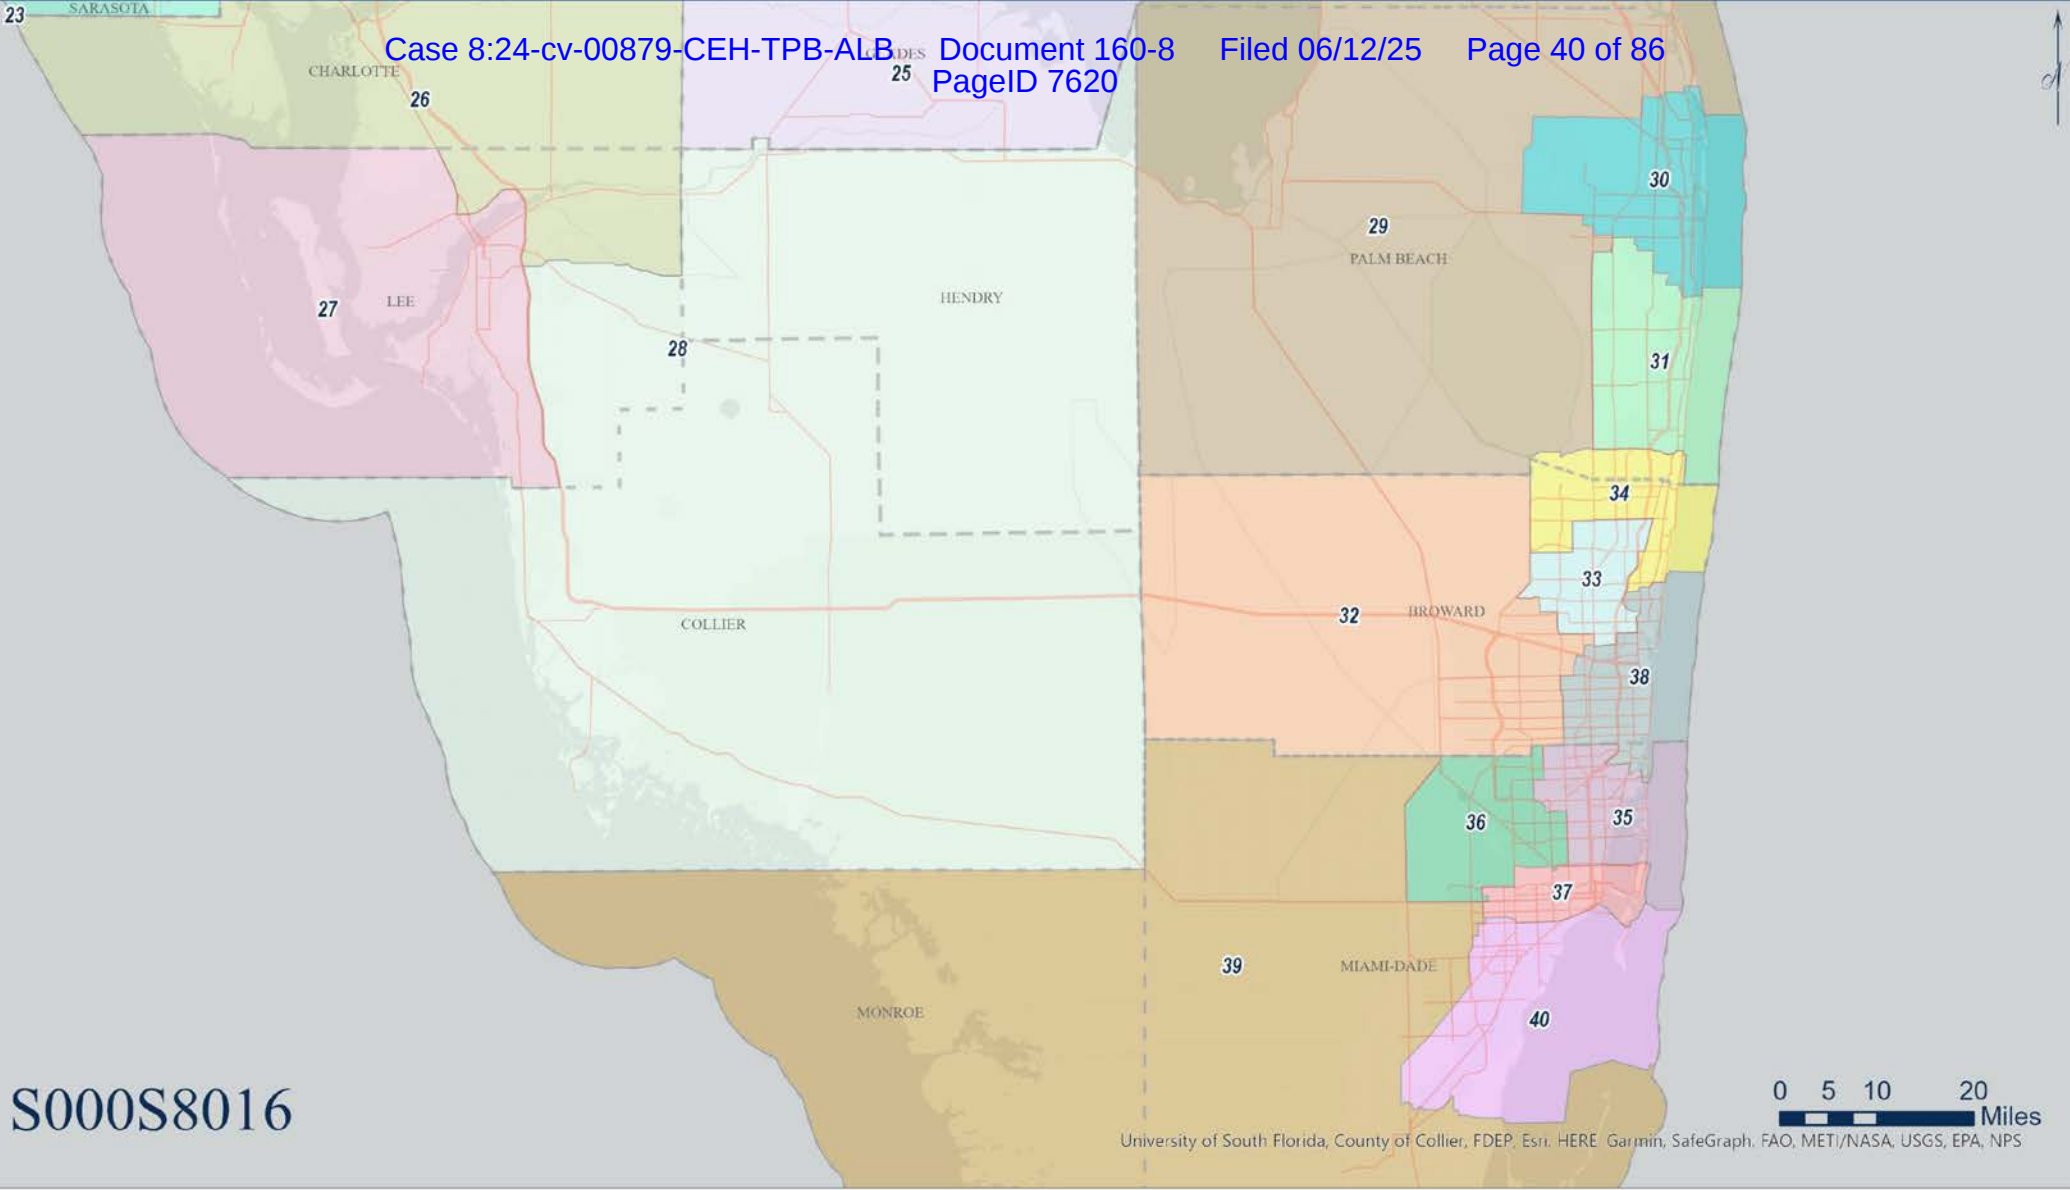 23
SARASOTA
Case 8:24-cv-00879-CEH-TPB-ALB Document 160-8 Filed 06/12/25 Page 40 of 86
PageID 7620
CHARLOTTE
26
25
30
29
PALM BEACH
27
LEE
HENDRY
28
31
34
33
32
BROWARD
COLLIER
38
36
35
37
39
MIAMI-DADE
MONROE
40
S000S8016
0 5 10 20
Miles
University of South Florida, County of Collier, FDEP, Esri, HERE, Garmin, SafeGraph, FAO, METI/NASA, USGS, EPA, NPS